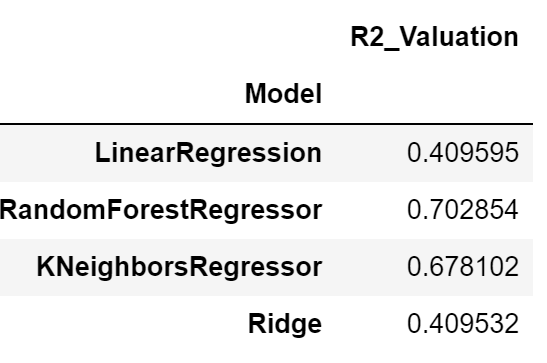 R2_Valuation
Model
LinearRegression 0.409595
RandomForestRegressor 0.702854
KNeighborsRegressor 0.678102
Ridge 0.409532